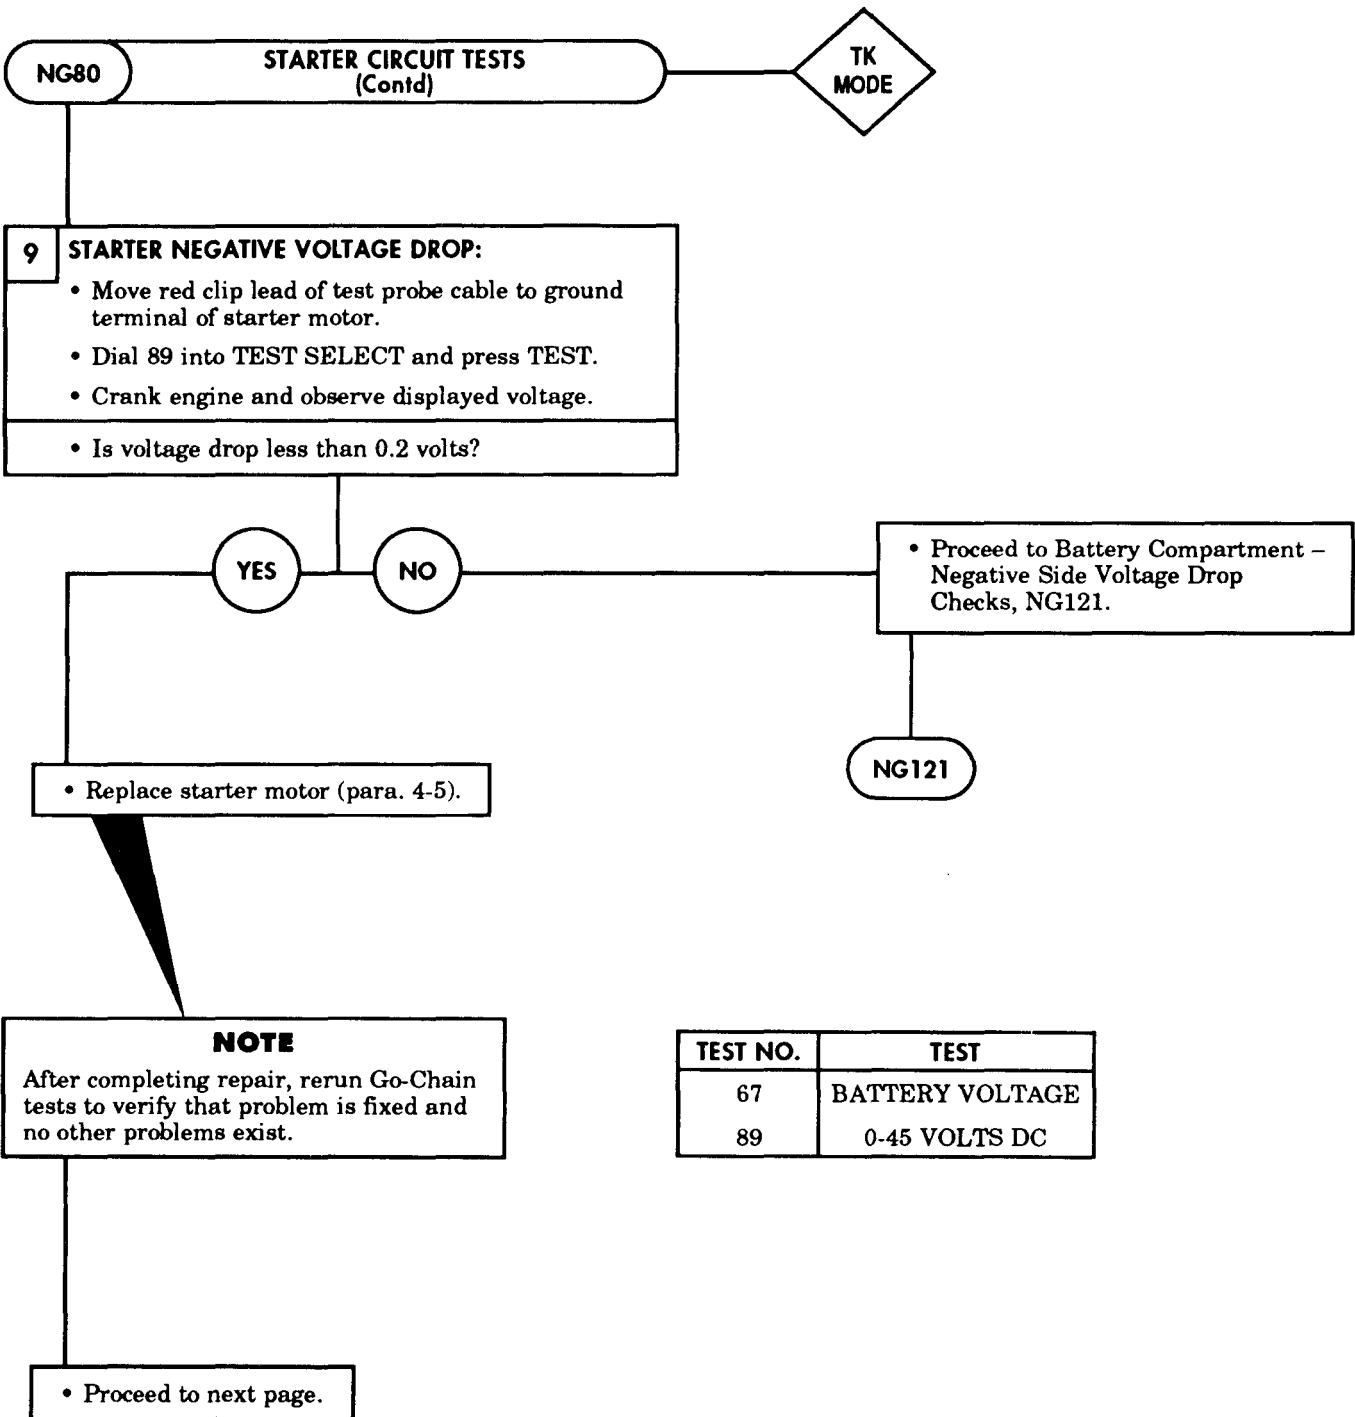 NG80
STARTER CIRCUIT TESTS
(Contd)
TK
MODE
9
STARTER NEGATIVE VOLTAGE DROP:
• Move red clip lead of test probe cable to ground
terminal of starter motor.
• Dial 89 into TEST SELECT and press TEST.
• Crank engine and observe displayed voltage.
• Is voltage drop less than 0.2 volts?
YES
NO
• Proceed to Battery Compartment –
Negative Side Voltage Drop
Checks, NG121.
NG121
• Replace starter motor (para. 4-5).
NOTE
After completing repair, rerun Go-Chain
tests to verify that problem is fixed and
no other problems exist.
TEST NO. TEST
67 BATTERY VOLTAGE
89 0-45 VOLTS DC
• Proceed to next page.